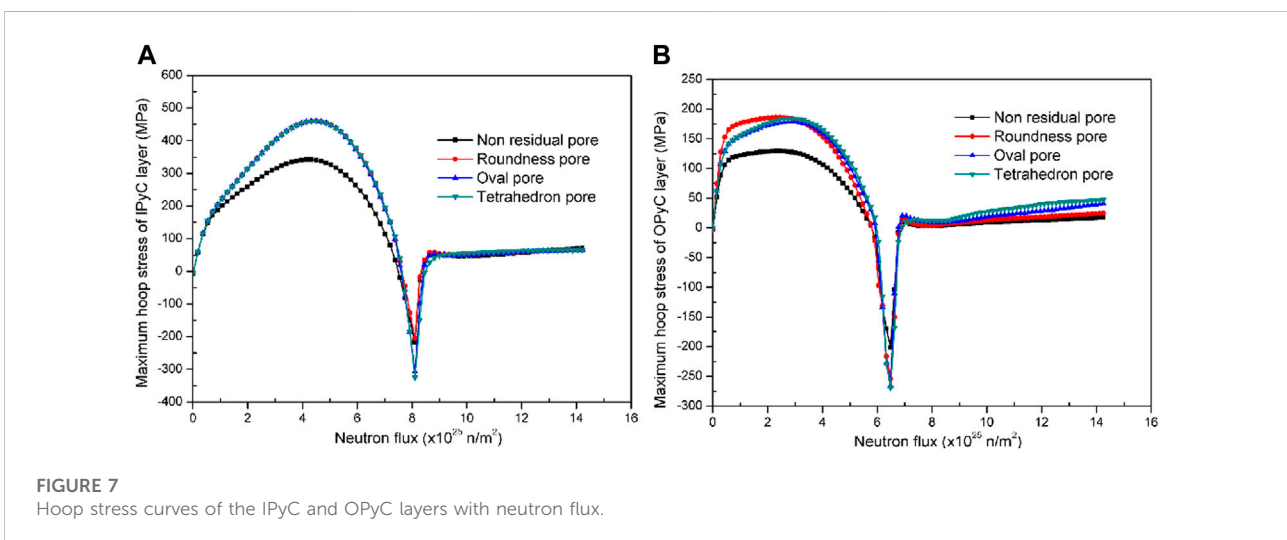 A
Maximum hoop stress of IPyC layer (MPa)
600
500
400
300
200
100
0
-100
-200
-300
-400
0
2
4
6
8
10
12
14
16
Neutron flux (x10²⁵ n/m²)
Non residual pore
Roundness pore
Oval pore
Tetrahedron pore
B
Maximum hoop stress of OPyC layer (MPa)
250
200
150
100
50
0
-50
-100
-150
-200
-250
-300
0
2
4
6
8
10
12
14
16
Neutron flux (x10²⁵ n/m²)
Non residual pore
Roundness pore
Oval pore
Tetrahedron pore
FIGURE 7
Hoop stress curves of the IPyC and OPyC layers with neutron flux.